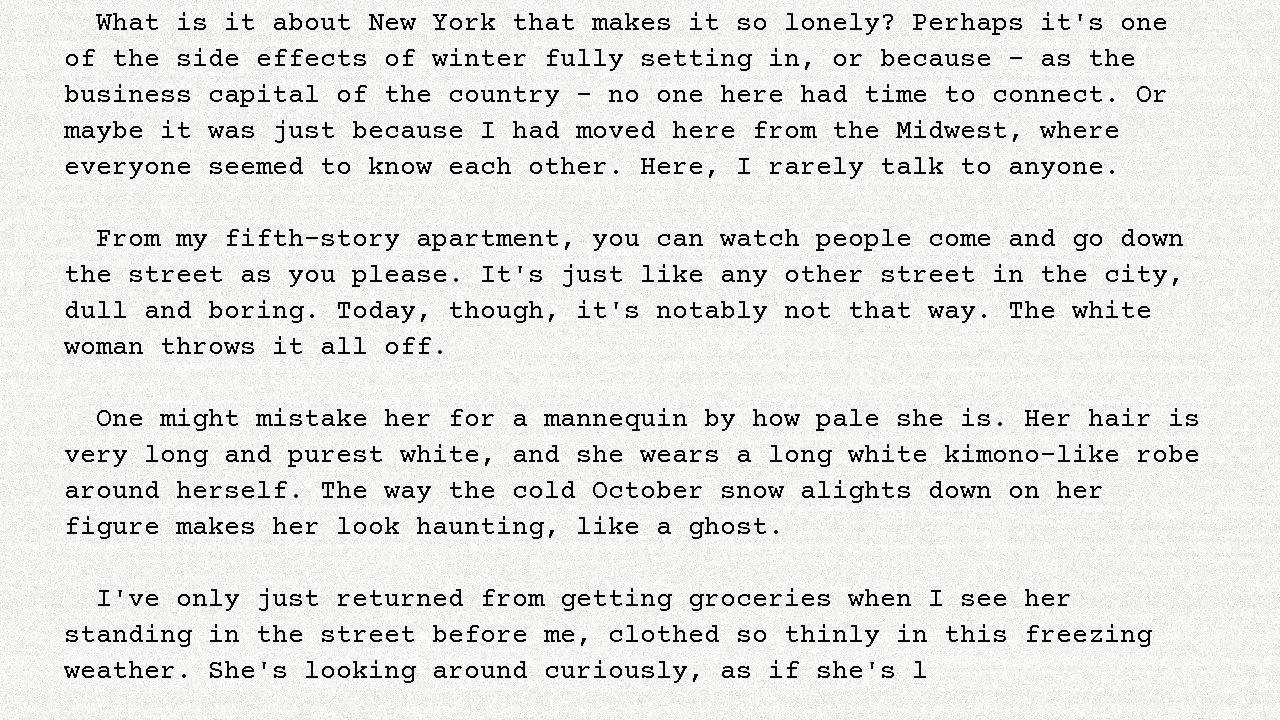 What is it about New York that makes it so lonely? Perhaps it's one
of the side effects of winter fully setting in, or because – as the
business capital of the country – no one here had time to connect. Or
maybe it was just because I had moved here from the Midwest, where
everyone seemed to know each other. Here, I rarely talk to anyone.
From my fifth-story apartment, you can watch people come and go down
the street as you please. It's just like any other street in the city,
dull and boring. Today, though, it's notably not that way. The white
woman throws it all off.
One might mistake her for a mannequin by how pale she is. Her hair is
very long and purest white, and she wears a long white kimono-like robe
around herself. The way the cold October snow alights down on her
figure makes her look haunting, like a ghost.
I've only just returned from getting groceries when I see her
standing in the street before me, clothed so thinly in this freezing
weather. She's looking around curiously, as if she's l